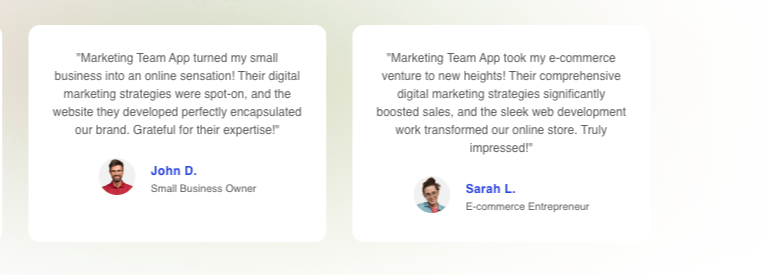 "Marketing Team App turned my small
business into an online sensation! Their digital
marketing strategies were spot-on, and the
website they developed perfectly encapsulated
our brand. Grateful for their expertise!"
John D.
Small Business Owner
"Marketing Team App took my e-commerce
venture to new heights! Their comprehensive
digital marketing strategies significantly
boosted sales, and the sleek web development
work transformed our online store. Truly
impressed!"
Sarah L.
E-commerce Entrepreneur